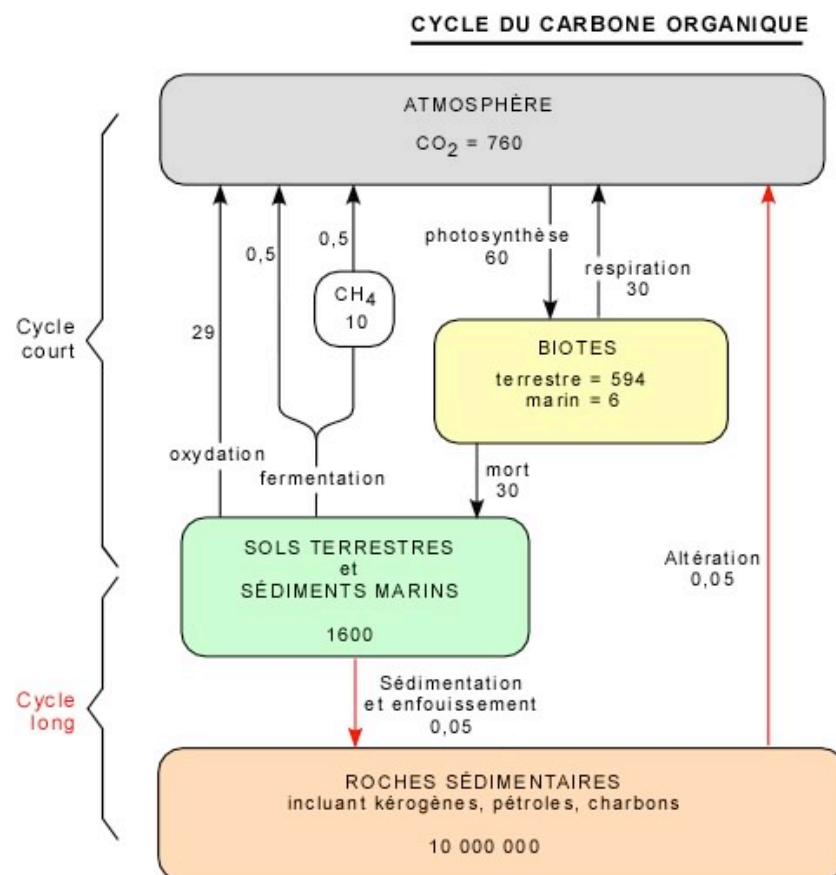 CYCLE DU CARBONE ORGANIQUE
ATMOSPHÈRE
CO2 = 760
29
0,5
0,5
CH4
10
photosynthèse
60
respiration
30
Cycle
court
BIOTES
terrestre = 594
marin = 6
oxydation
fermentation
mort
30
SOLS TERRESTRES
et
SÉDIMENTS MARINS
1600
Altération
0,05
Cycle
long
Sédimentation
et enfouissement
0,05
ROCHES SÉDIMENTAIRES
incluant kérogènes, pétroles, charbons
10 000 000